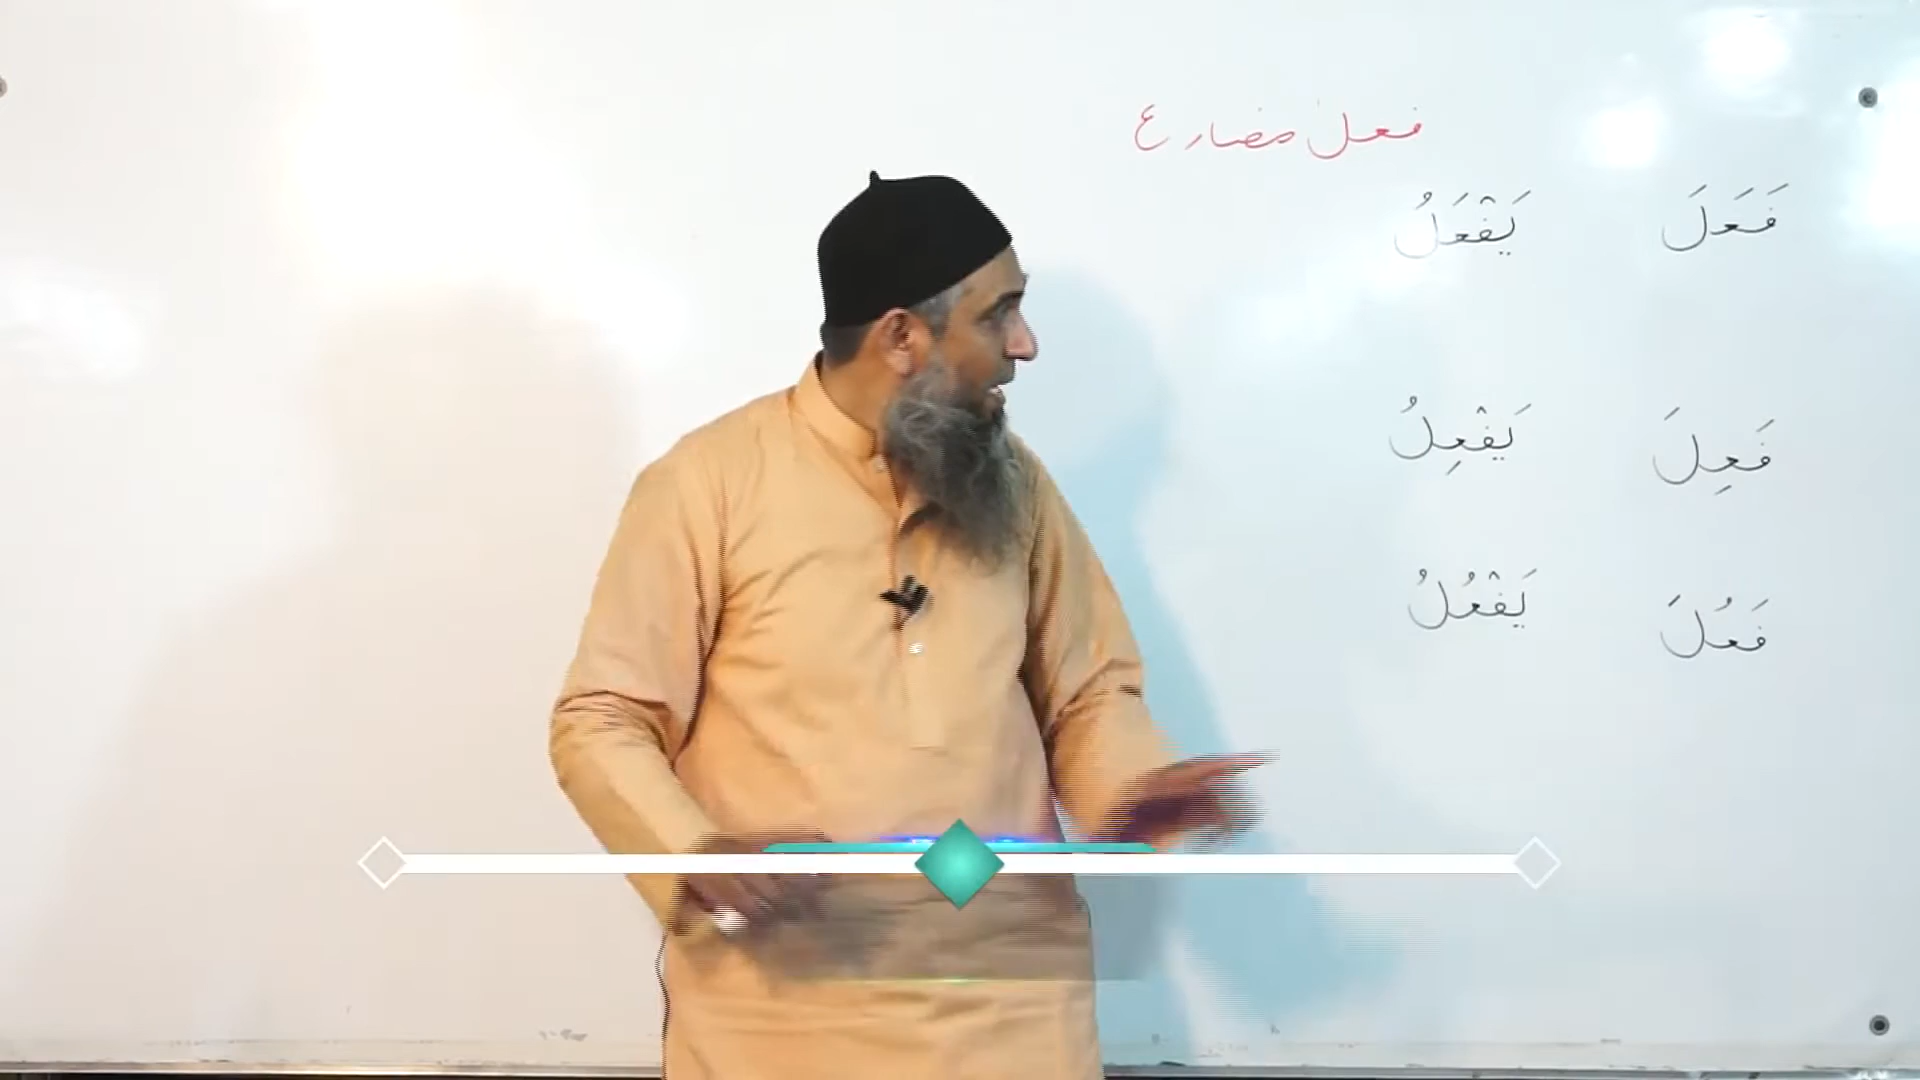 فعل مضارع
فَعَلَ يَفْعَلُ
فَعِلَ يَفْعِلُ
فَعُلَ يَفْعُلُ